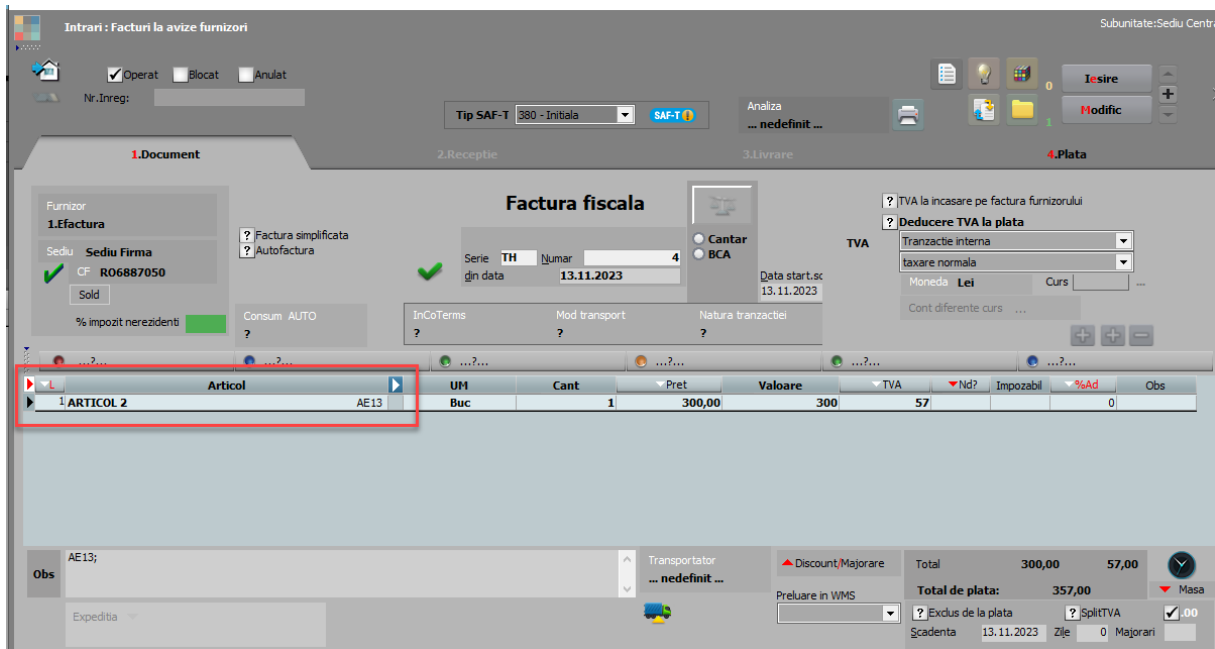 Intrari : Facturi la avize furnizori
Subunitate:Sediu Centra
Operat Blocat Anulat
Nr.Inreg:
Tip SAF-T 380 - Initiala SAF-T
Analiza
... nedefinit ...
0
1
Iesire
Modific
1.Document 2.Receptie 3.Livrare 4.Plata
Furnizor
1.Efactura
Sediu Sediu Firma
CF RO6887050
Sold
% impozit nerezidenti
? Factura simplificata
? Autofactura
Consum AUTO
?
Factura fiscala
Serie TH Numar 4
din data 13.11.2023
Cantar
BCA
Data start.sc
13.11.2023
InCoTerms Mod transport Natura tranzactiei
? ? ?
? TVA la incasare pe factura furnizorului
? Deducere TVA la plata
TVA Tranzactie interna
taxare normala
Moneda Lei Curs ...
Cont diferente curs ...
...?... ...?... ...?... ...?... ...?... ...?...
L Articol UM Cant Pret Valoare TVA Nd? Impozabil %Ad Obs
1 ARTICOL 2 AE13 Buc 1 300,00 300 57 0
Obs AE13;
Expeditia
Transportator
... nedefinit ...
Discount/Majorare
Preluare in WMS
Total 300,00 57,00
Total de plata: 357,00
Masa
? Exclus de la plata ? SplitTVA .00
Scadenta 13.11.2023 Zile 0 Majorari